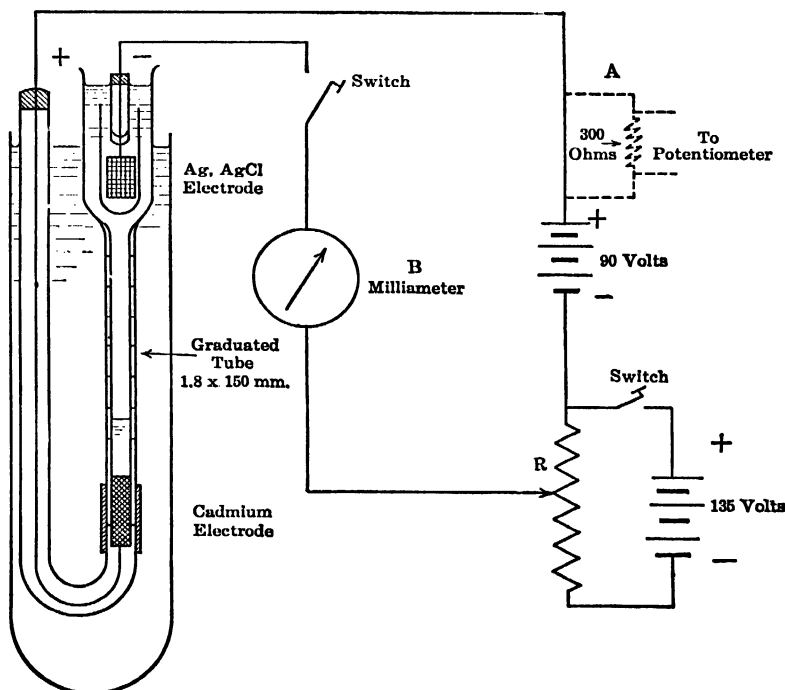 +
−
Switch
A
300
Ohms
To
Potentiometer
Ag, AgCl
Electrode
+
90 Volts
−
B
Milliameter
Graduated
Tube
1.8 x 150 mm.
Switch
+
R
135 Volts
−
Cadmium
Electrode